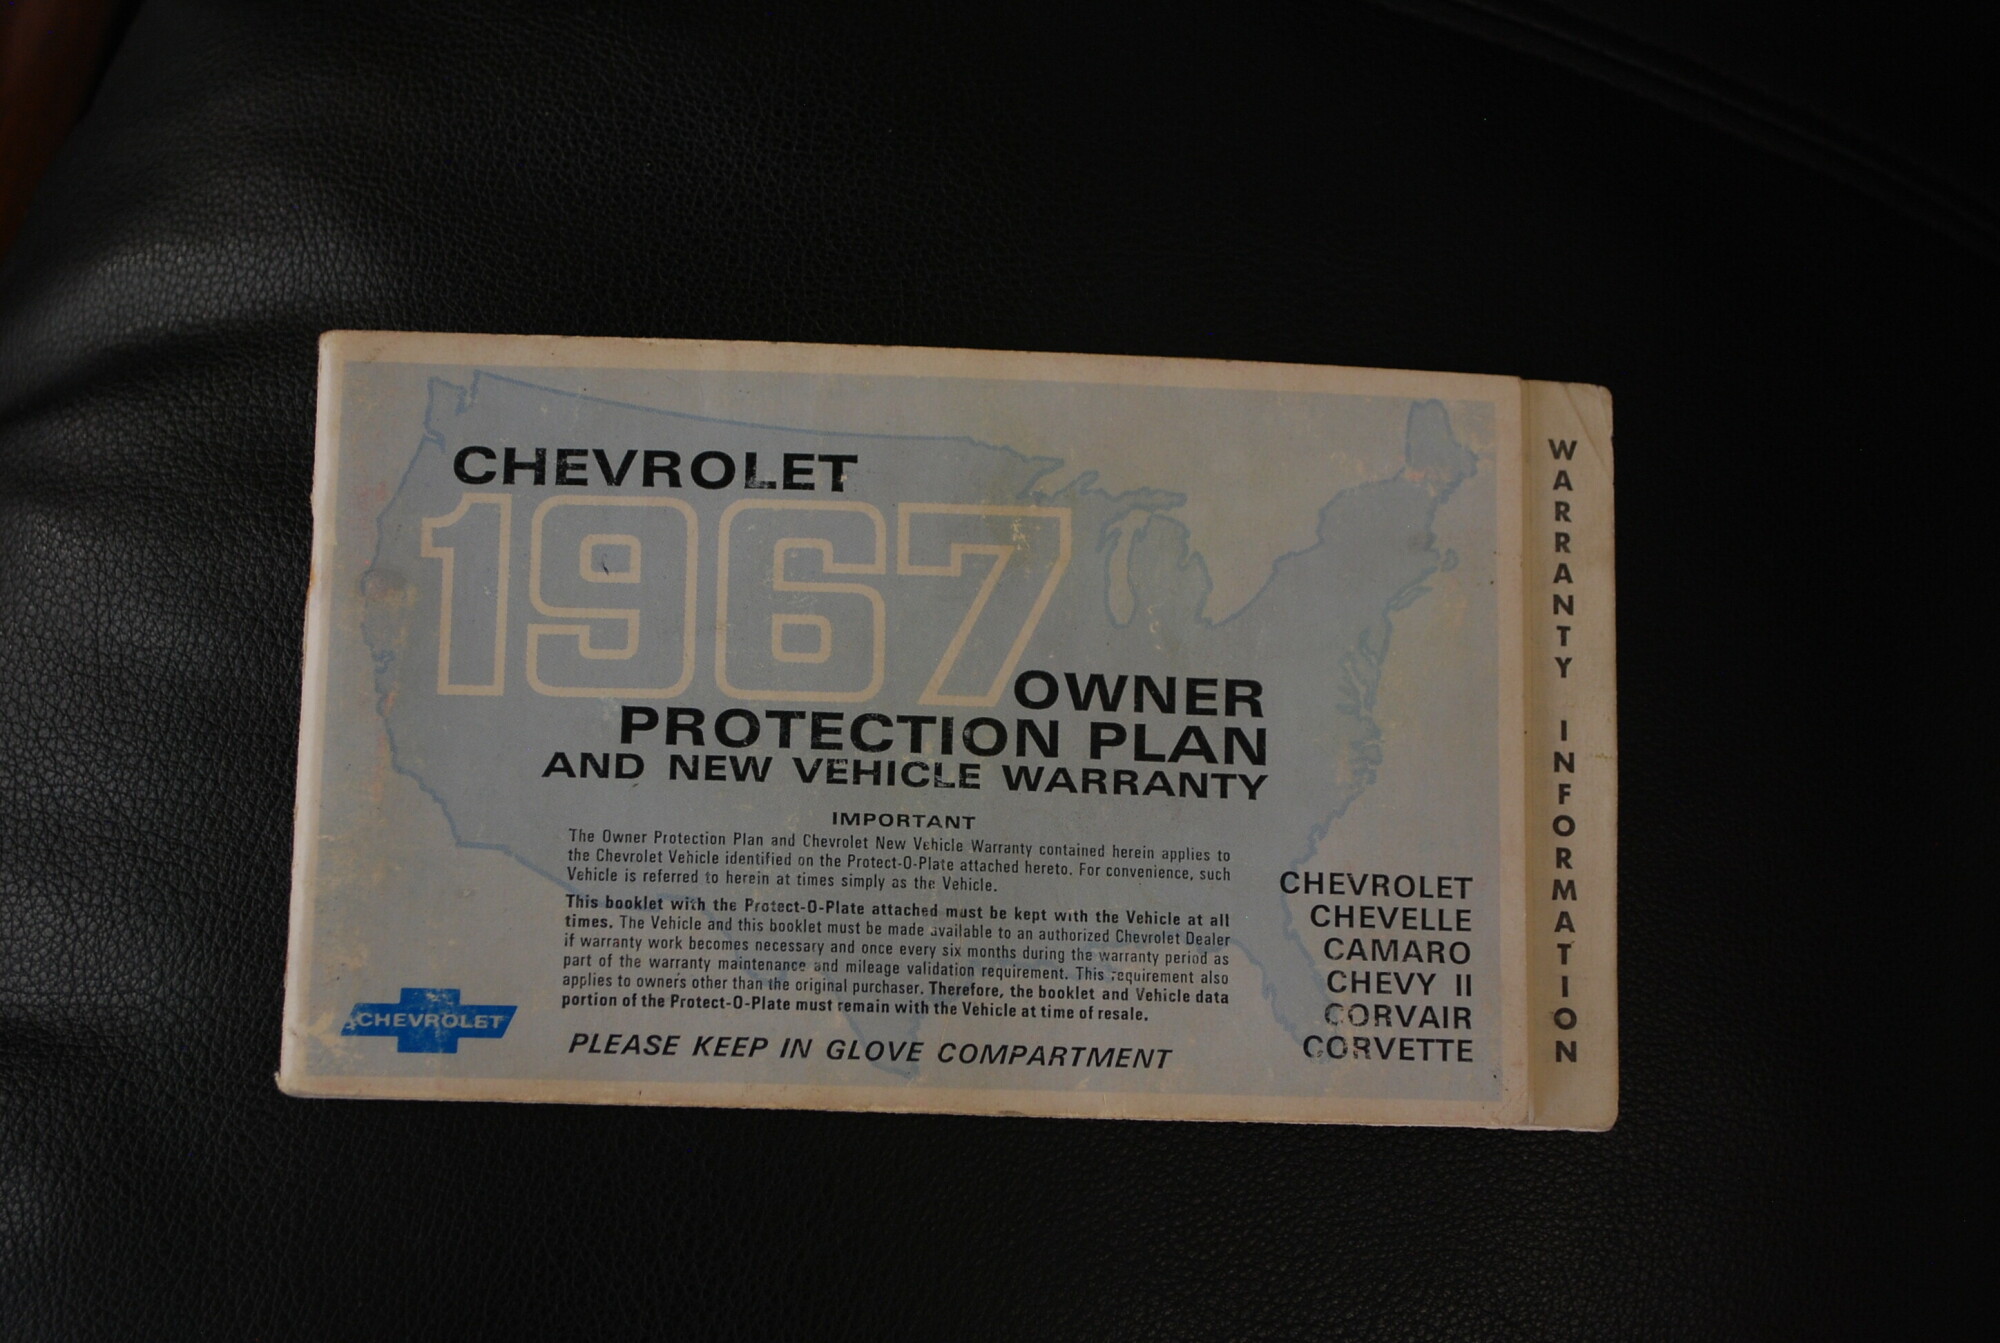 CHEVROLET
1967
OWNER
PROTECTION PLAN
AND NEW VEHICLE WARRANTY
IMPORTANT
The Owner Protection Plan and Chevrolet New Vehicle Warranty contained herein applies to
the Chevrolet Vehicle identified on the Protect-O-Plate attached hereto. For convenience, such
Vehicle is referred to herein at times simply as the Vehicle.
This booklet with the Protect-O-Plate attached must be kept with the Vehicle at all
times. The Vehicle and this booklet must be made available to an authorized Chevrolet Dealer
if warranty work becomes necessary and once every six months during the warranty period as
part of the warranty maintenance and mileage validation requirement. This requirement also
applies to owners other than the original purchaser. Therefore, the booklet and Vehicle data
portion of the Protect-O-Plate must remain with the Vehicle at time of resale.
PLEASE KEEP IN GLOVE COMPARTMENT
CHEVROLET
CHEVROLET
CHEVELLE
CAMARO
CHEVY II
CORVAIR
CORVETTE
WARRANTY INFORMATION